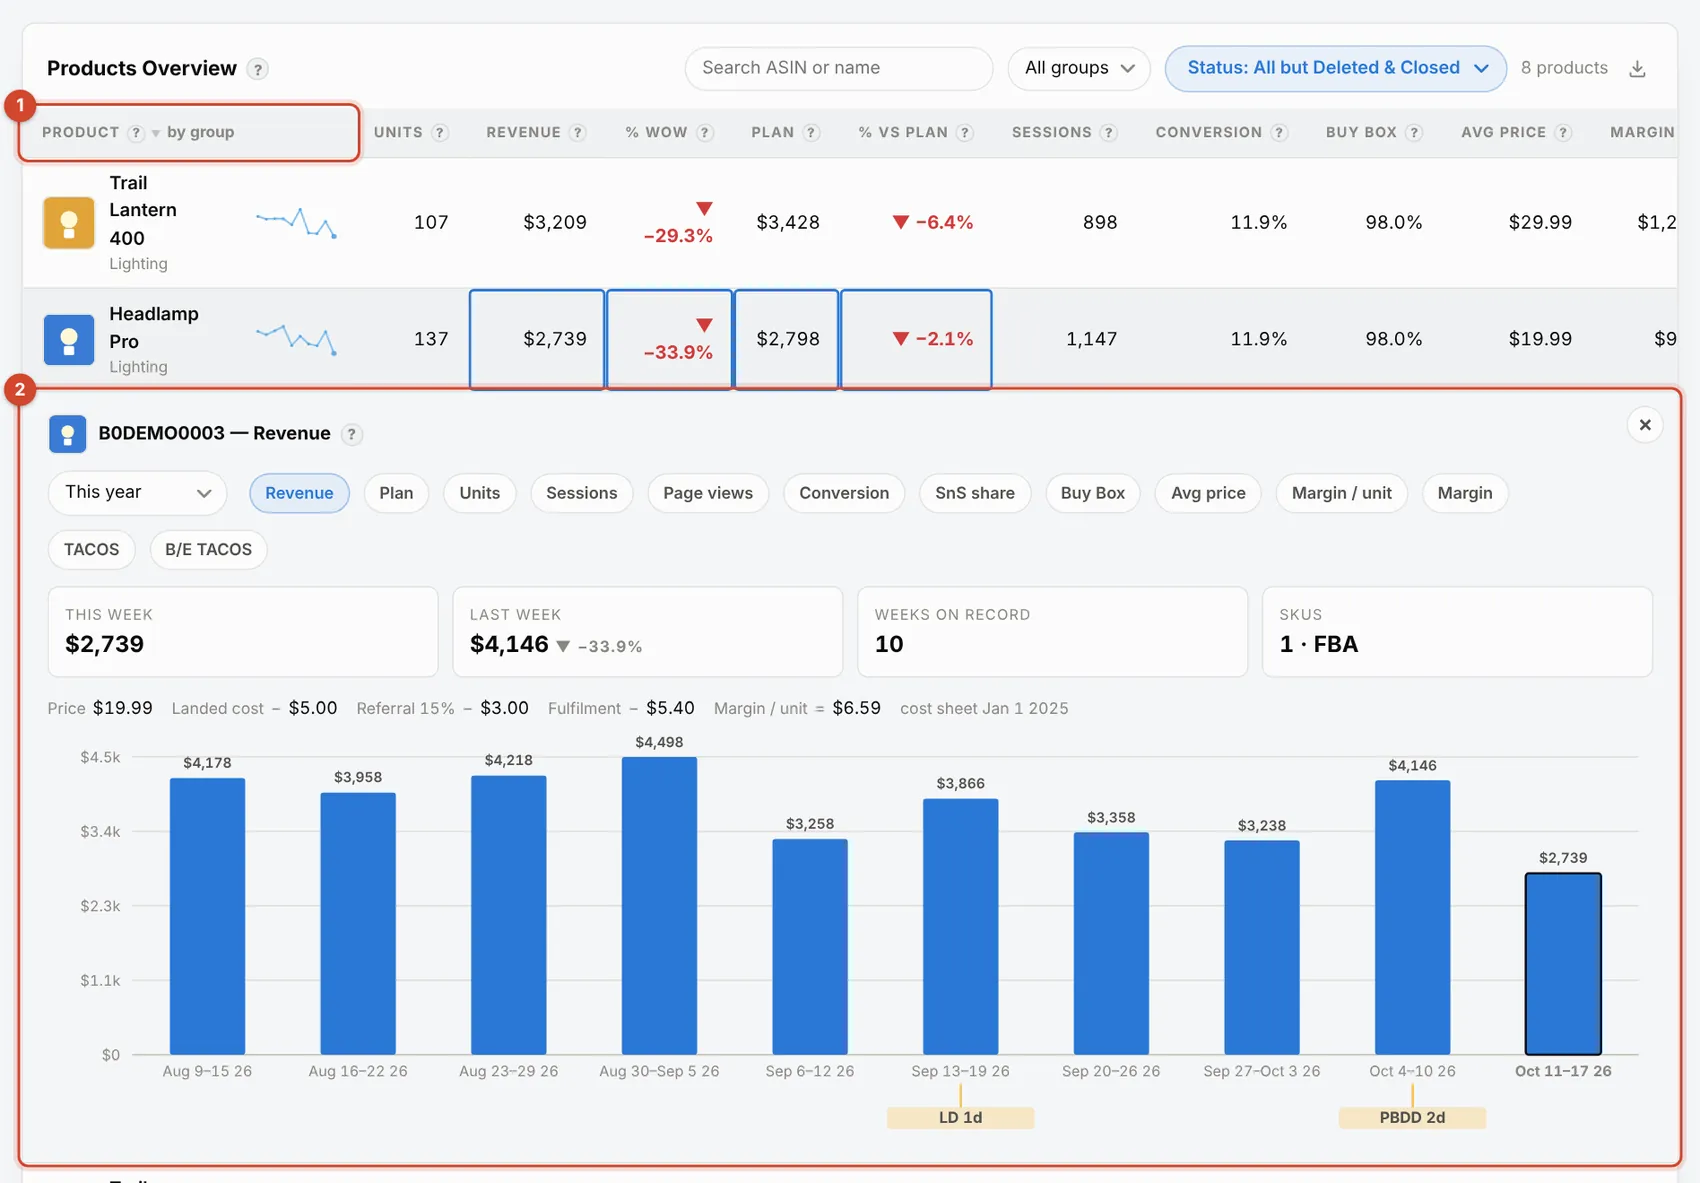 Products Overview ?
Search ASIN or name
All groups
Status: All but Deleted & Closed
8 products
1
PRODUCT ? by group UNITS ? REVENUE ? % WOW ? PLAN ? % VS PLAN ? SESSIONS ? CONVERSION ? BUY BOX ? AVG PRICE ? MARGIN
Trail
Lantern
400
Lighting
107 $3,209 ▼ −29.3% $3,428 ▼ −6.4% 898 11.9% 98.0% $29.99 $1,2
Headlamp
Pro
Lighting
137 $2,739 ▼ −33.9% $2,798 ▼ −2.1% 1,147 11.9% 98.0% $19.99 $9
2
B0DEMO0003 — Revenue ?
×
This year Revenue Plan Units Sessions Page views Conversion SnS share Buy Box Avg price Margin / unit Margin
TACOS B/E TACOS
THIS WEEK
$2,739
LAST WEEK
$4,146 ▼ −33.9%
WEEKS ON RECORD
10
SKUS
1 · FBA
Price $19.99 Landed cost − $5.00 Referral 15% − $3.00 Fulfilment − $5.40 Margin / unit = $6.59 cost sheet Jan 1 2025
$4.5k
$3.4k
$2.3k
$1.1k
$0
$4,178 $3,958 $4,218 $4,498 $3,258 $3,866 $3,358 $3,238 $4,146 $2,739
Aug 9–15 26 Aug 16–22 26 Aug 23–29 26 Aug 30–Sep 5 26 Sep 6–12 26 Sep 13–19 26 Sep 20–26 26 Sep 27–Oct 3 26 Oct 4–10 26 Oct 11–17 26
LD 1d PBDD 2d